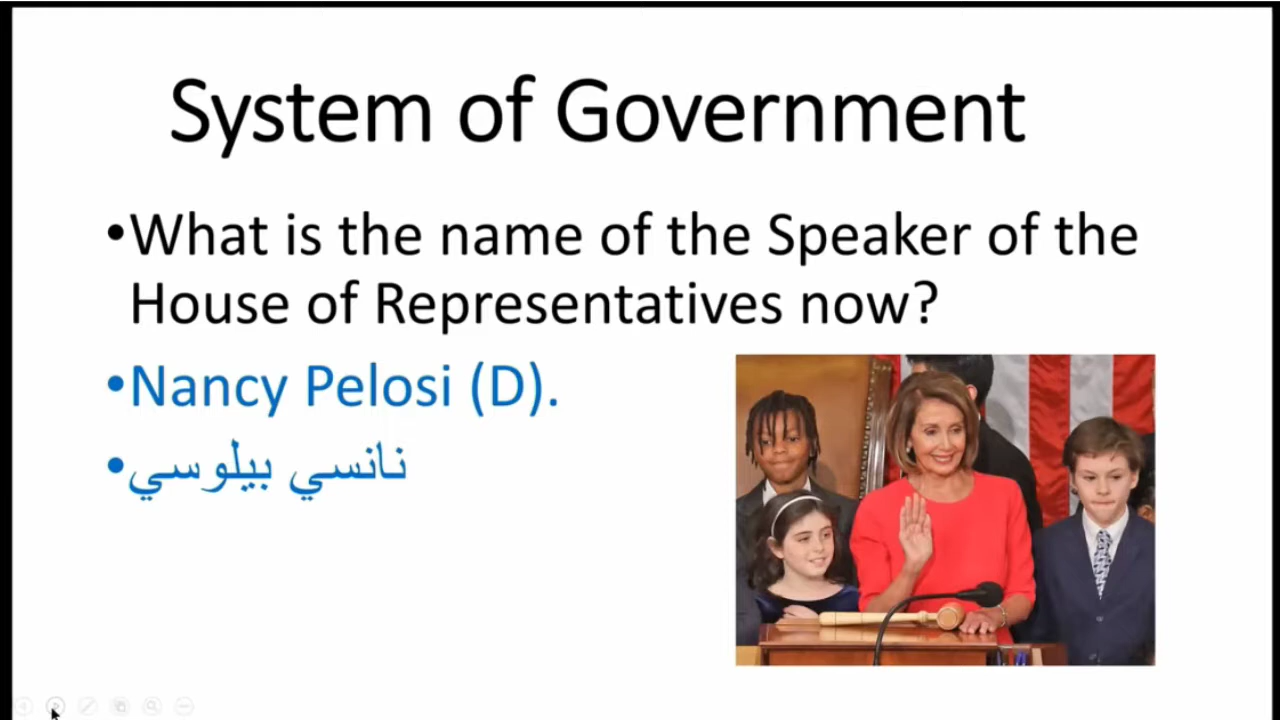 System of Government
•What is the name of the Speaker of the
House of Representatives now?
•Nancy Pelosi (D).
•نانسي بيلوسي